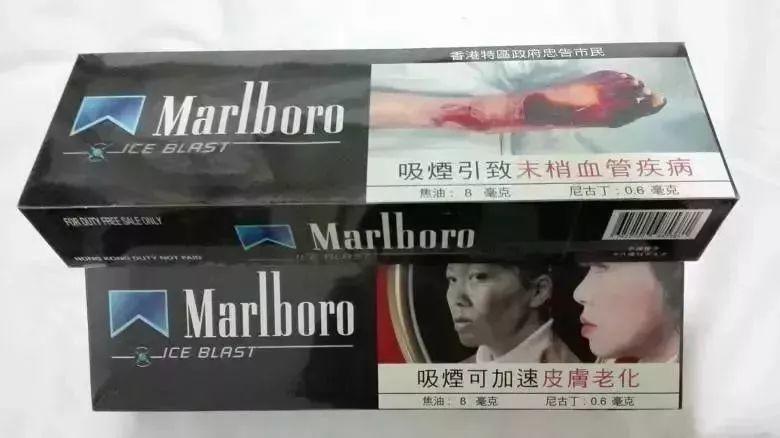 香港特區政府忠告市民
Marlboro
ICE BLAST
吸煙引致末梢血管疾病
焦油: 8 毫克 尼古丁: 0.6 毫克
FOR DUTY FREE SALE ONLY
Marlboro
HONG KONG DUTY NOT PAID
Marlboro
ICE BLAST
吸煙可加速皮膚老化
焦油: 8 毫克 尼古丁: 0.6 毫克